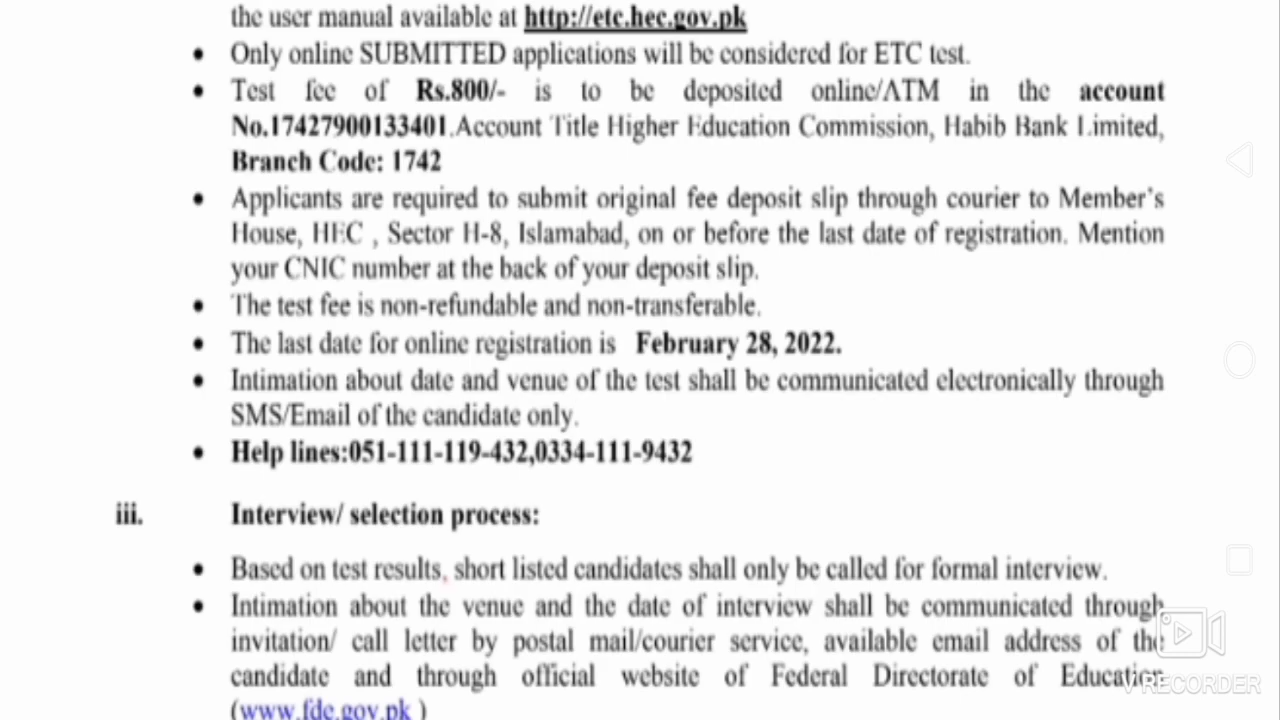 the user manual available at http://etc.hec.gov.pk
• Only online SUBMITTED applications will be considered for ETC test.
• Test fee of Rs.800/- is to be deposited online/ATM in the account
No.17427900133401.Account Title Higher Education Commission, Habib Bank Limited,
Branch Code: 1742
• Applicants are required to submit original fee deposit slip through courier to Member's
House, HEC , Sector H-8, Islamabad, on or before the last date of registration. Mention
your CNIC number at the back of your deposit slip.
• The test fee is non-refundable and non-transferable.
• The last date for online registration is February 28, 2022.
• Intimation about date and venue of the test shall be communicated electronically through
SMS/Email of the candidate only.
• Help lines:051-111-119-432,0334-111-9432
iii. Interview/ selection process:
• Based on test results, short listed candidates shall only be called for formal interview.
• Intimation about the venue and the date of interview shall be communicated through
invitation/ call letter by postal mail/courier service, available email address of the
candidate and through official website of Federal Directorate of Education
(www.fde.gov.pk )
V RECORDER